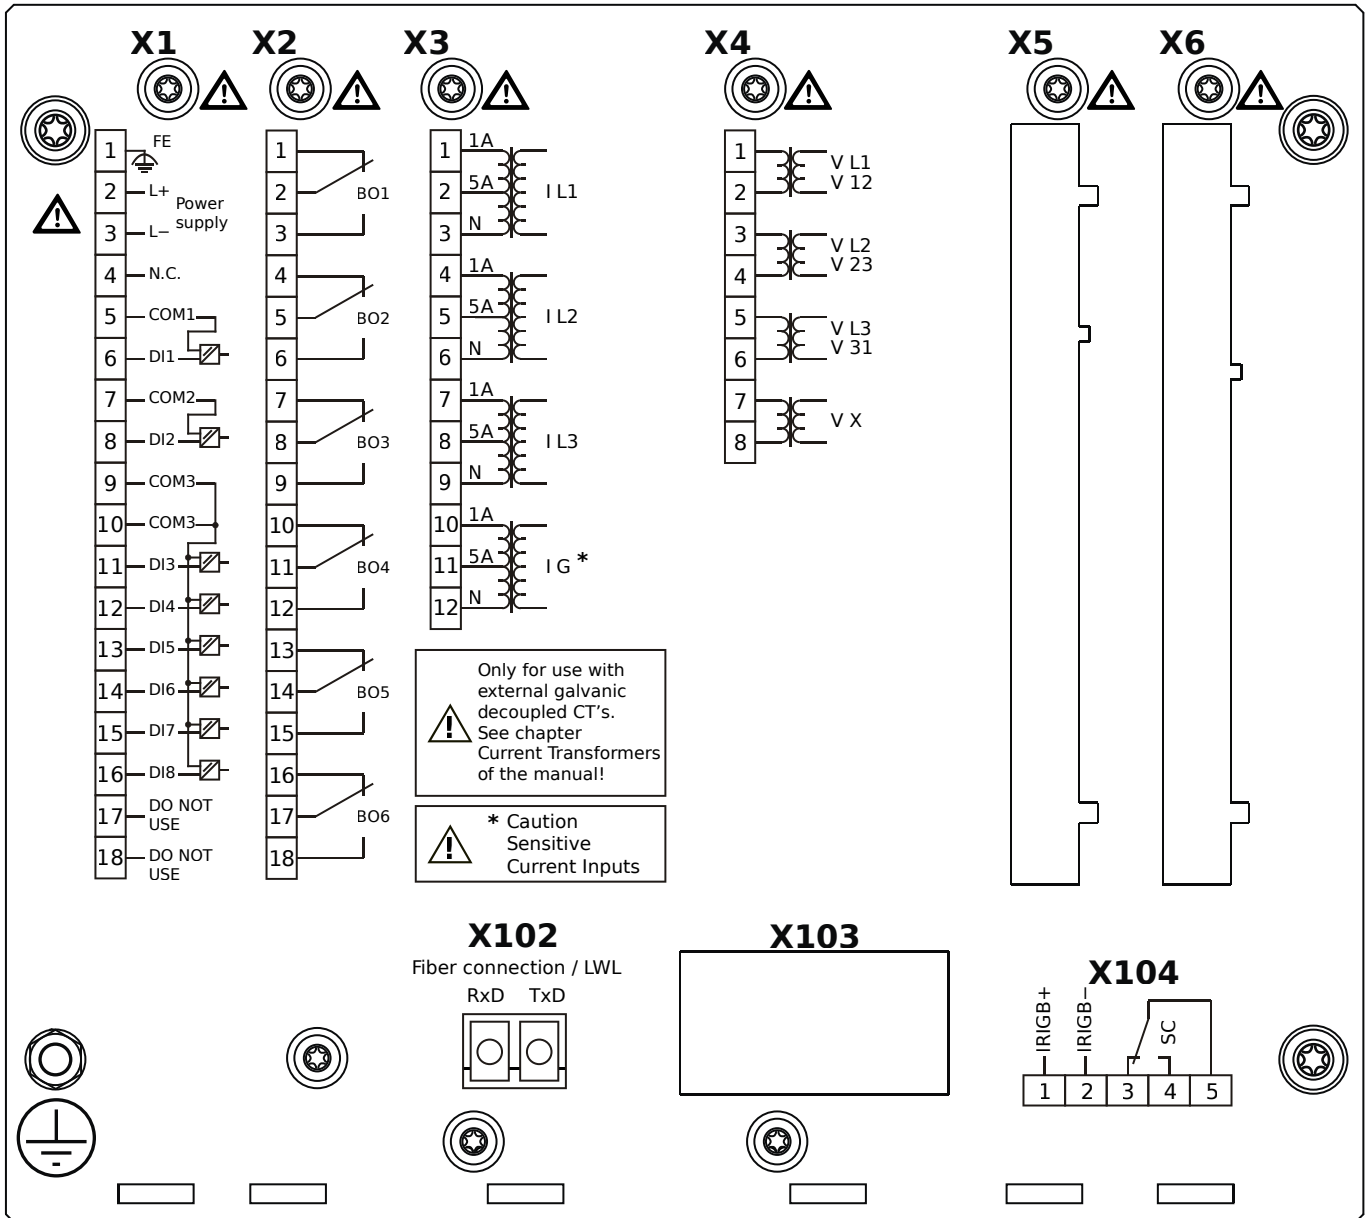 X1 X2 X3 X4 X5 X6
1 FE
2 L+
Power
supply
3 L−
4 N.C.
5 COM1
6 DI1
7 COM2
8 DI2
9 COM3
10 COM3
11 DI3
12 DI4
13 DI5
14 DI6
15 DI7
16 DI8
17 DO NOT
USE
18 DO NOT
USE
1
2 BO1
3
4
5 BO2
6
7
8 BO3
9
10
11 BO4
12
13
14 BO5
15
16
17 BO6
18
1 1A
2 5A I L1
3 N
4 1A
5 5A I L2
6 N
7 1A
8 5A I L3
9 N
10 1A
11 5A I G *
12 N
Only for use with
external galvanic
decoupled CT's.
See chapter
Current Transformers
of the manual!
* Caution
Sensitive
Current Inputs
1 V L1
2 V 12
3 V L2
4 V 23
5 V L3
6 V 31
7 V X
8
X102
Fiber connection / LWL
RxD TxD
X103
X104
IRIGB+
IRIGB−
SC
1 2 3 4 5